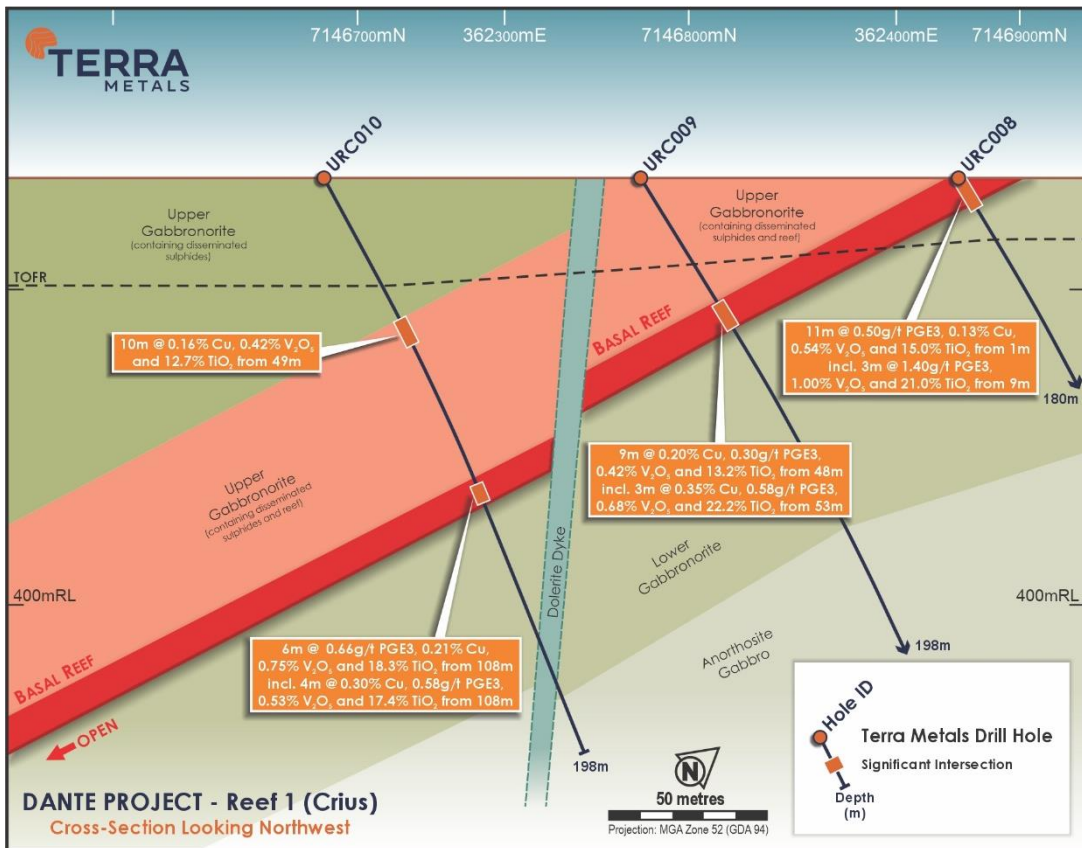 TERRA
METALS
7146700mN
362300mE
7146800mN
362400mE
7146900mN
URC010
URC009
URC008
Upper
Gabbronorite
(containing disseminated
sulphides)
Upper
Gabbronorite
(containing disseminated
sulphides and reef)
TOFR
BASAL REEF
10m @ 0.16% Cu, 0.42% V₂O₅
and 12.7% TiO₂ from 49m
11m @ 0.50g/t PGE3, 0.13% Cu,
0.54% V₂O₅ and 15.0% TiO₂ from 1m
incl. 3m @ 1.40g/t PGE3,
1.00% V₂O₅ and 21.0% TiO₂ from 9m
180m
9m @ 0.20% Cu, 0.30g/t PGE3,
0.42% V₂O₅ and 13.2% TiO₂ from 48m
incl. 3m @ 0.35% Cu, 0.58g/t PGE3,
0.68% V₂O₅ and 22.2% TiO₂ from 53m
Upper
Gabbronorite
(containing disseminated
sulphides and reef)
Dolerite Dyke
Lower
Gabbronorite
400mRL
400mRL
Anorthosite
Gabbro
198m
6m @ 0.66g/t PGE3, 0.21% Cu,
0.75% V₂O₅ and 18.3% TiO₂ from 108m
incl. 4m @ 0.30% Cu, 0.58g/t PGE3,
0.53% V₂O₅ and 17.4% TiO₂ from 108m
BASAL REEF
OPEN
198m
Hole ID
Terra Metals Drill Hole
Significant Intersection
Depth
(m)
N
50 metres
Projection: MGA Zone 52 (GDA 94)
DANTE PROJECT - Reef 1 (Crius)
Cross-Section Looking Northwest